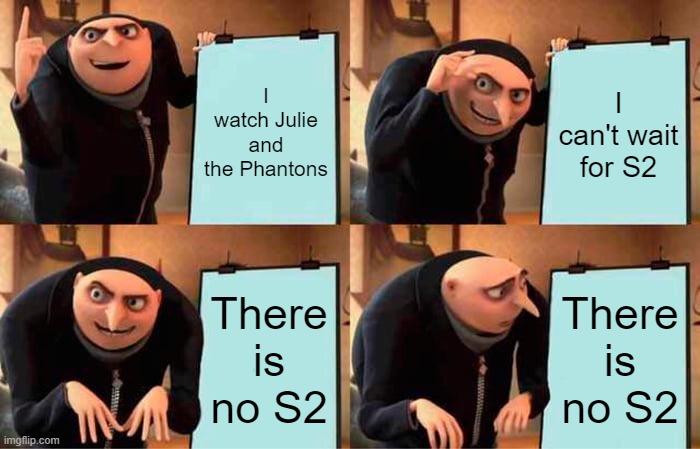 I
watch Julie
and
the Phantons
I
can't wait
for S2
There
is
no S2
There
is
no S2
imgflip.com